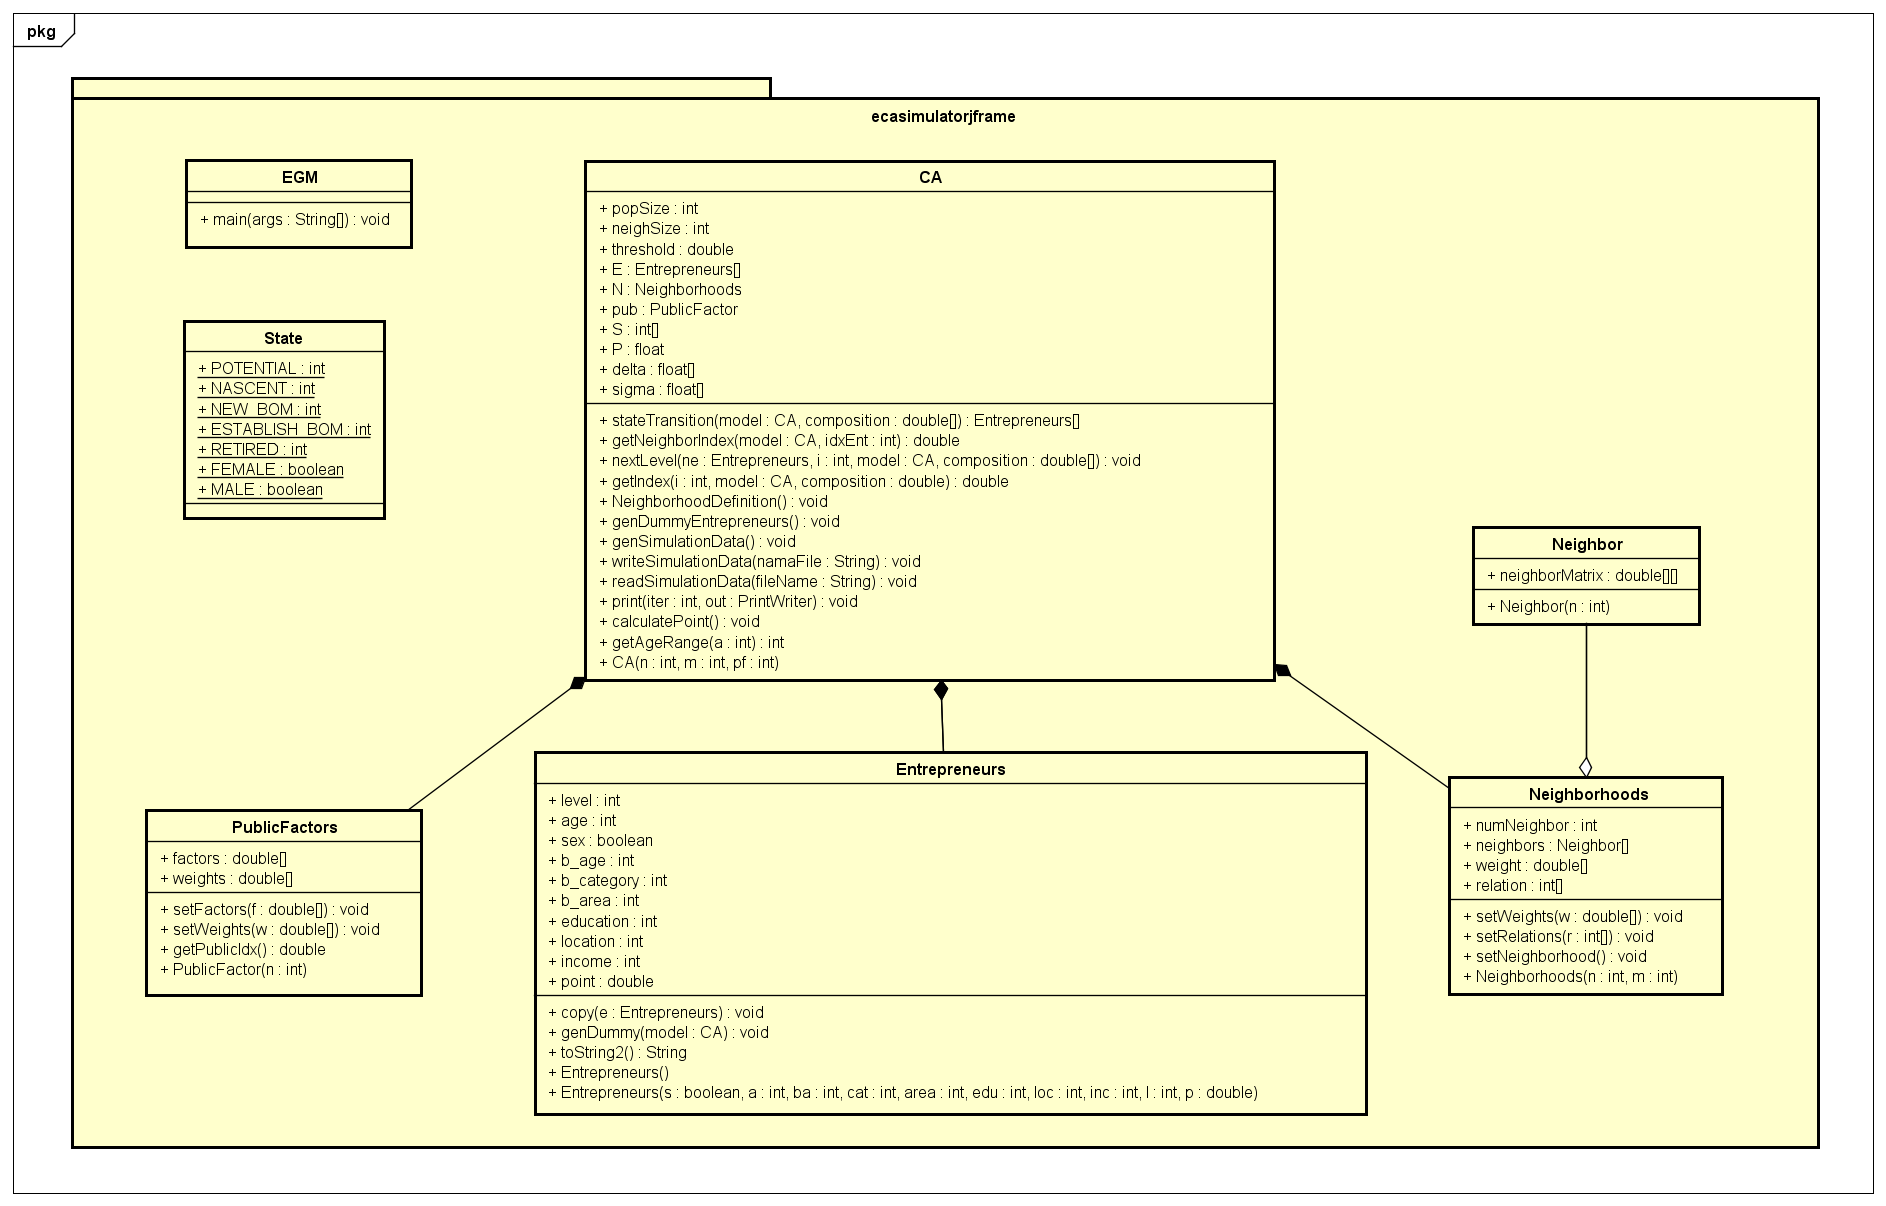 pkg
ecasimulatorjframe
EGM
+ main(args : String[]) : void
State
+ POTENTIAL : int
+ NASCENT : int
+ NEW_BOM : int
+ ESTABLISH_BOM : int
+ RETIRED : int
+ FEMALE : boolean
+ MALE : boolean
CA
+ popSize : int
+ neighSize : int
+ threshold : double
+ E : Entrepreneurs[]
+ N : Neighborhoods
+ pub : PublicFactor
+ S : int[]
+ P : float
+ delta : float[]
+ sigma : float[]
+ stateTransition(model : CA, composition : double[]) : Entrepreneurs[]
+ getNeighborIndex(model : CA, idxEnt : int) : double
+ nextLevel(ne : Entrepreneurs, i : int, model : CA, composition : double[]) : void
+ getIndex(i : int, model : CA, composition : double) : double
+ NeighborhoodDefinition() : void
+ genDummyEntrepreneurs() : void
+ genSimulationData() : void
+ writeSimulationData(namaFile : String) : void
+ readSimulationData(fileName : String) : void
+ print(iter : int, out : PrintWriter) : void
+ calculatePoint() : void
+ getAgeRange(a : int) : int
+ CA(n : int, m : int, pf : int)
Neighbor
+ neighborMatrix : double[][]
+ Neighbor(n : int)
PublicFactors
+ factors : double[]
+ weights : double[]
+ setFactors(f : double[]) : void
+ setWeights(w : double[]) : void
+ getPublicIdx() : double
+ PublicFactor(n : int)
Entrepreneurs
+ level : int
+ age : int
+ sex : boolean
+ b_age : int
+ b_category : int
+ b_area : int
+ education : int
+ location : int
+ income : int
+ point : double
+ copy(e : Entrepreneurs) : void
+ genDummy(model : CA) : void
+ toString2() : String
+ Entrepreneurs()
+ Entrepreneurs(s : boolean, a : int, ba : int, cat : int, area : int, edu : int, loc : int, inc : int, l : int, p : double)
Neighborhoods
+ numNeighbor : int
+ neighbors : Neighbor[]
+ weight : double[]
+ relation : int[]
+ setWeights(w : double[]) : void
+ setRelations(r : int[]) : void
+ setNeighborhood() : void
+ Neighborhoods(n : int, m : int)